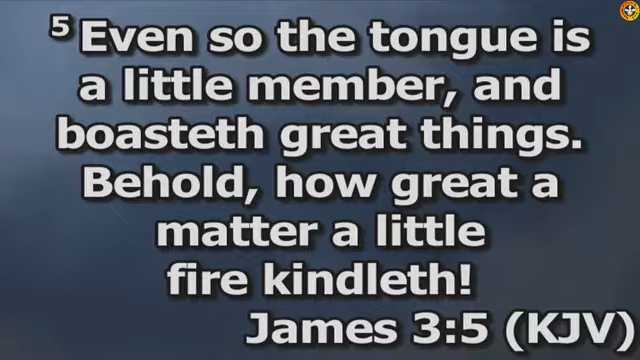 5 Even so the tongue is
a little member, and
boasteth great things.
Behold, how great a
matter a little
fire kindleth!
James 3:5 (KJV)